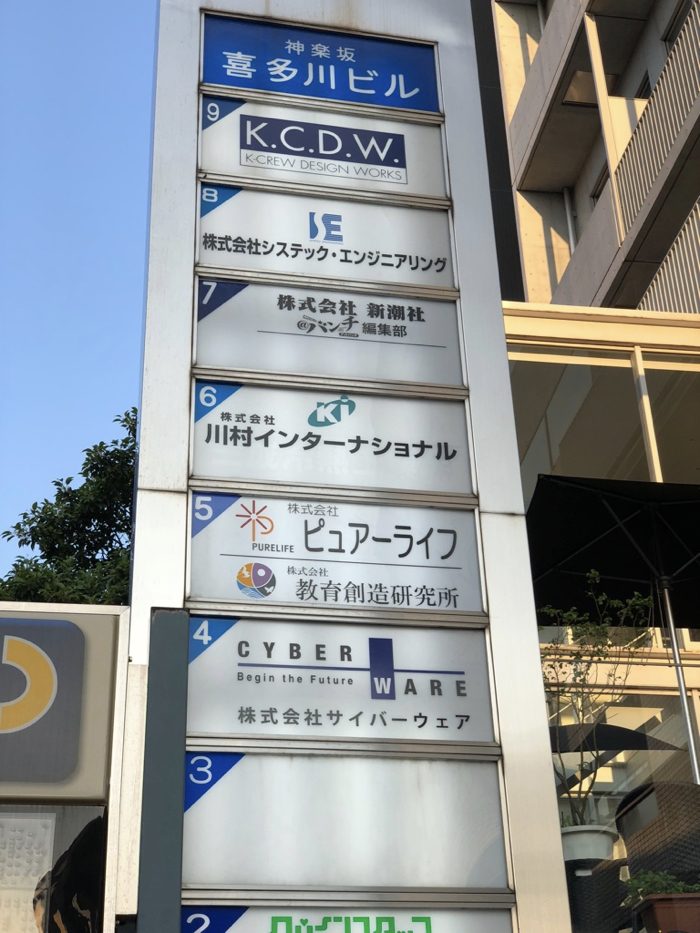 神楽坂
喜多川ビル
9
K.C.D.W.
K-CREW DESIGN WORKS
8
SE
株式会社システック・エンジニアリング
7
株式会社 新潮社
@バンチ 編集部
6
Ki
株式会社
川村インターナショナル
5
PURELIFE
株式会社
ピュアーライフ
株式会社
教育創造研究所
4
CYBER WARE
Begin the Future
株式会社サイバーウェア
3
2